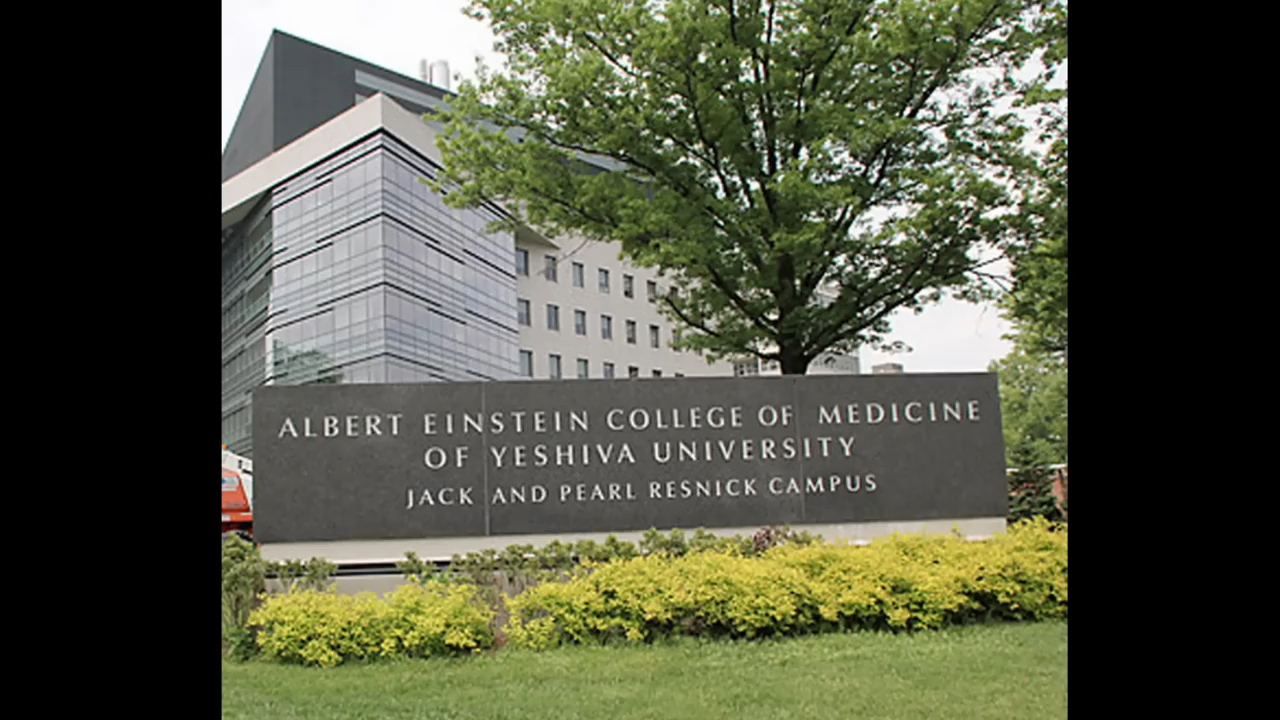 ALBERT EINSTEIN COLLEGE OF MEDICINE
OF YESHIVA UNIVERSITY
JACK AND PEARL RESNICK CAMPUS